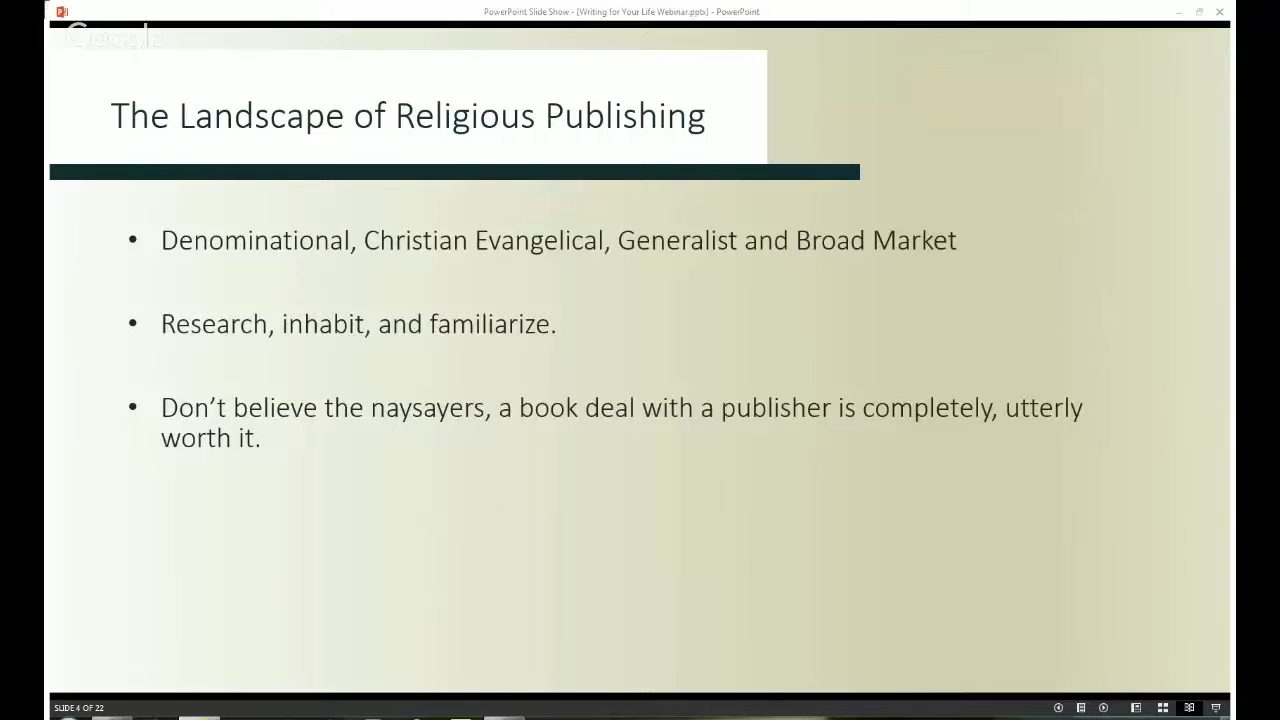 PowerPoint Slide Show - [Writing for Your Life Webinar.pptx] - PowerPoint
Google
The Landscape of Religious Publishing
• Denominational, Christian Evangelical, Generalist and Broad Market
• Research, inhabit, and familiarize.
• Don’t believe the naysayers, a book deal with a publisher is completely, utterly
worth it.
SLIDE 4 OF 22